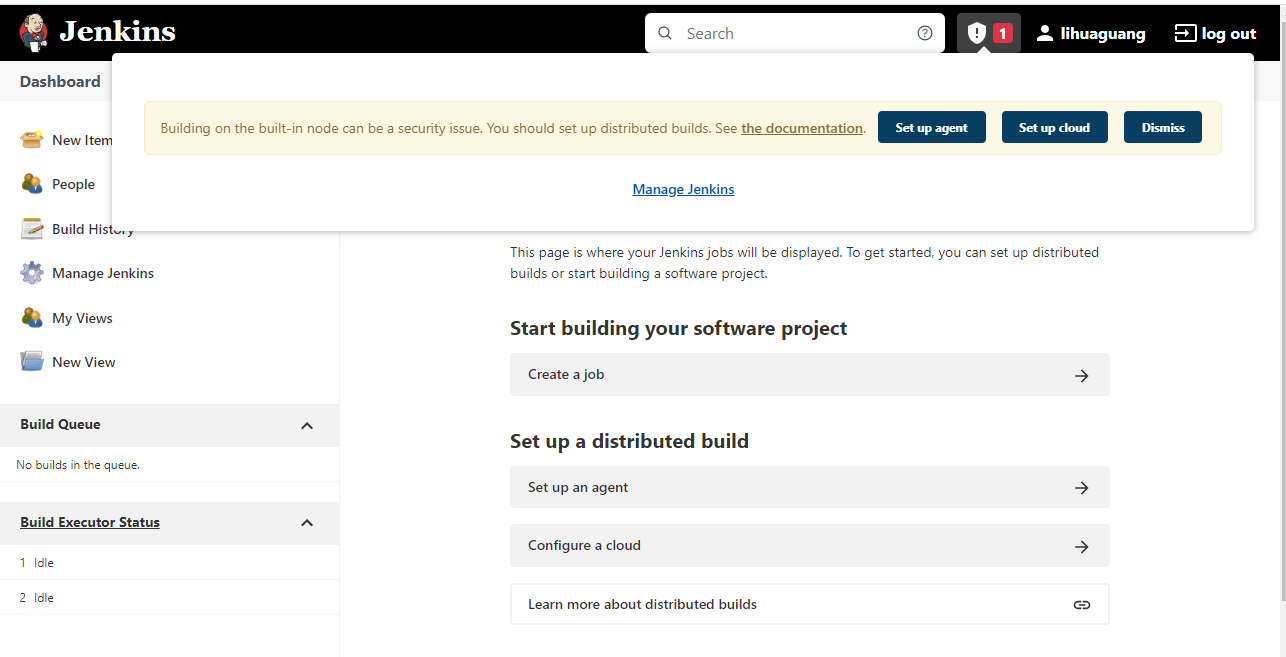 Jenkins
Search
1
lihuaguang
log out
Dashboard
Building on the built-in node can be a security issue. You should set up distributed builds. See the documentation.
Set up agent
Set up cloud
Dismiss
Manage Jenkins
New Item
People
Build History
Manage Jenkins
My Views
New View
Build Queue
No builds in the queue.
Build Executor Status
1 Idle
2 Idle
This page is where your Jenkins jobs will be displayed. To get started, you can set up distributed
builds or start building a software project.
Start building your software project
Create a job
Set up a distributed build
Set up an agent
Configure a cloud
Learn more about distributed builds